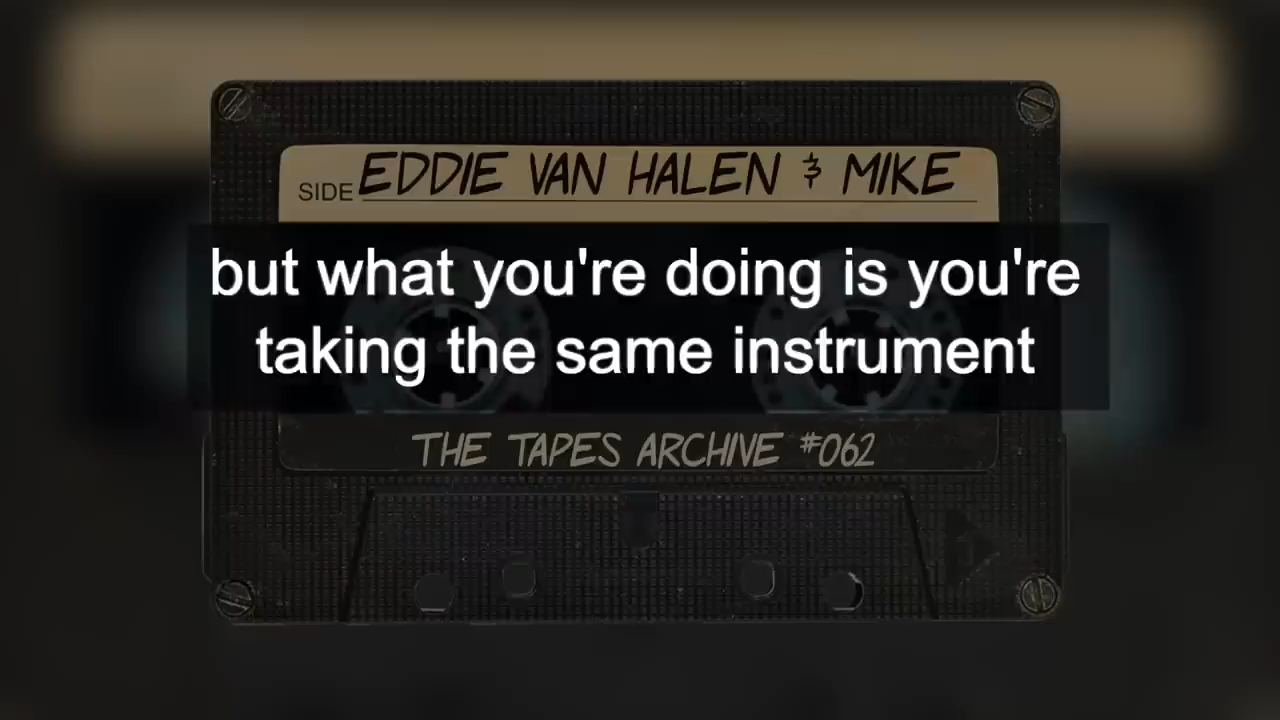 SIDE EDDIE VAN HALEN & MIKE
but what you're doing is you're
taking the same instrument
THE TAPES ARCHIVE #062